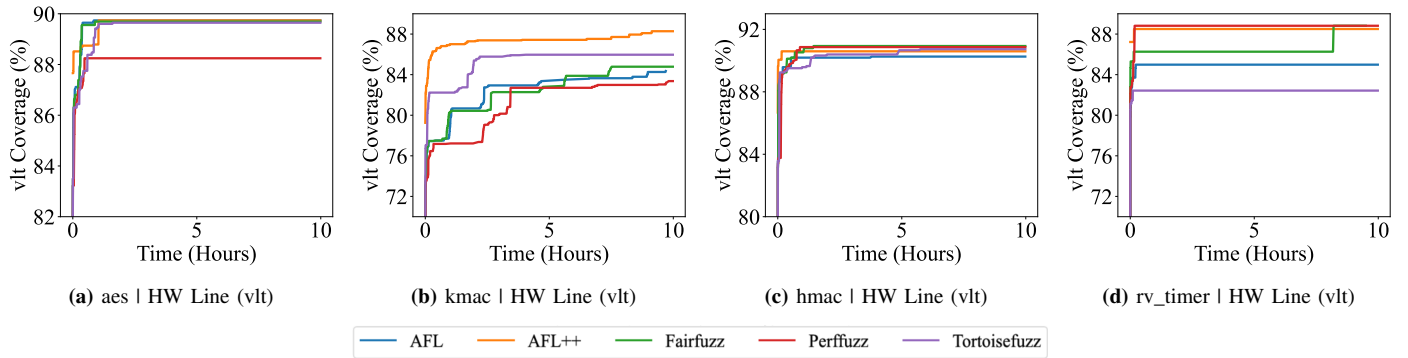 90
88
86
84
82
vlt Coverage (%)
0
5
10
Time (Hours)
(a) aes | HW Line (vlt)
88
84
80
76
72
vlt Coverage (%)
0
5
10
Time (Hours)
(b) kmac | HW Line (vlt)
92
88
84
80
vlt Coverage (%)
0
5
10
Time (Hours)
(c) hmac | HW Line (vlt)
88
84
80
76
72
vlt Coverage (%)
0
5
10
Time (Hours)
(d) rv_timer | HW Line (vlt)
AFL AFL++ Fairfuzz Perffuzz Tortoisefuzz